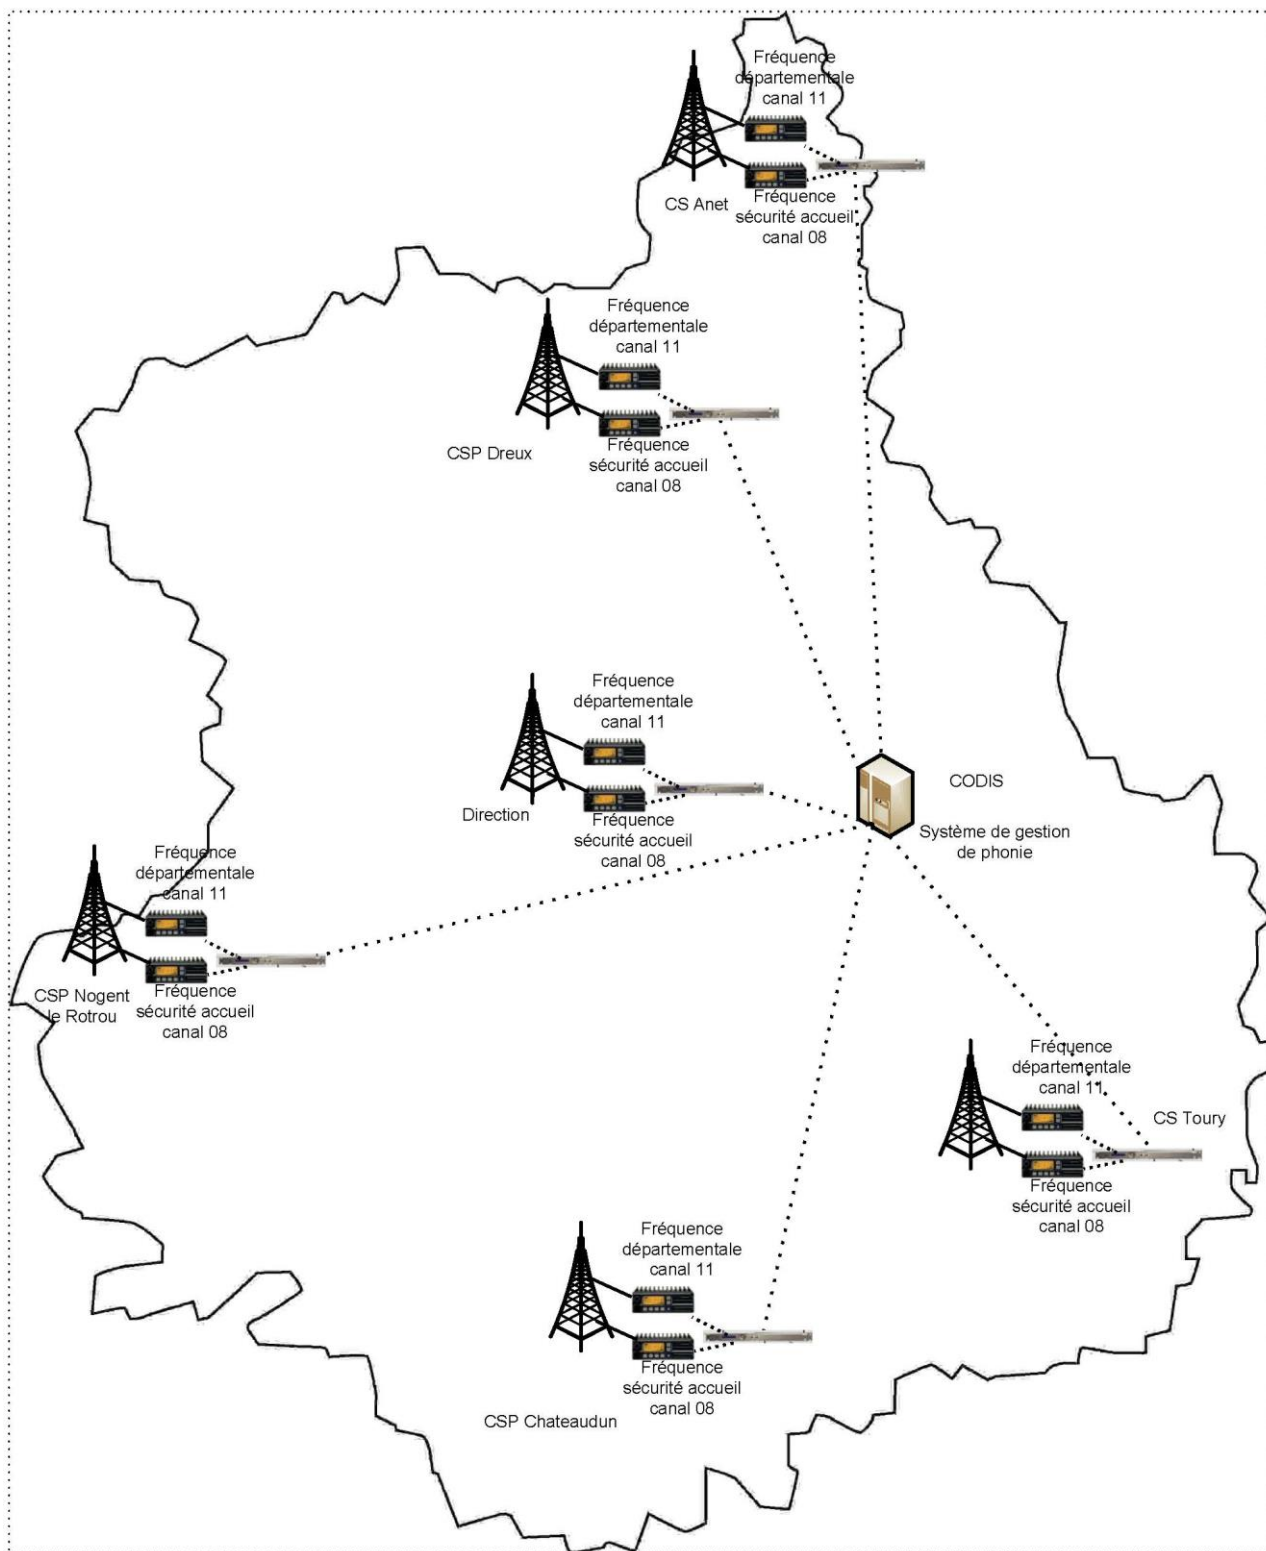 Fréquence
départementale
canal 11
CS Anet
Fréquence
sécurité accueil
canal 08
Fréquence
départementale
canal 11
CSP Dreux
Fréquence
sécurité accueil
canal 08
Fréquence
départementale
canal 11
Direction
Fréquence
sécurité accueil
canal 08
CODIS
Système de gestion
de phonie
Fréquence
départementale
canal 11
CSP Nogent
le Rotrou
Fréquence
sécurité accueil
canal 08
Fréquence
départementale
canal 11
CS Toury
Fréquence
sécurité accueil
canal 08
Fréquence
départementale
canal 11
Fréquence
sécurité accueil
canal 08
CSP Chateaudun